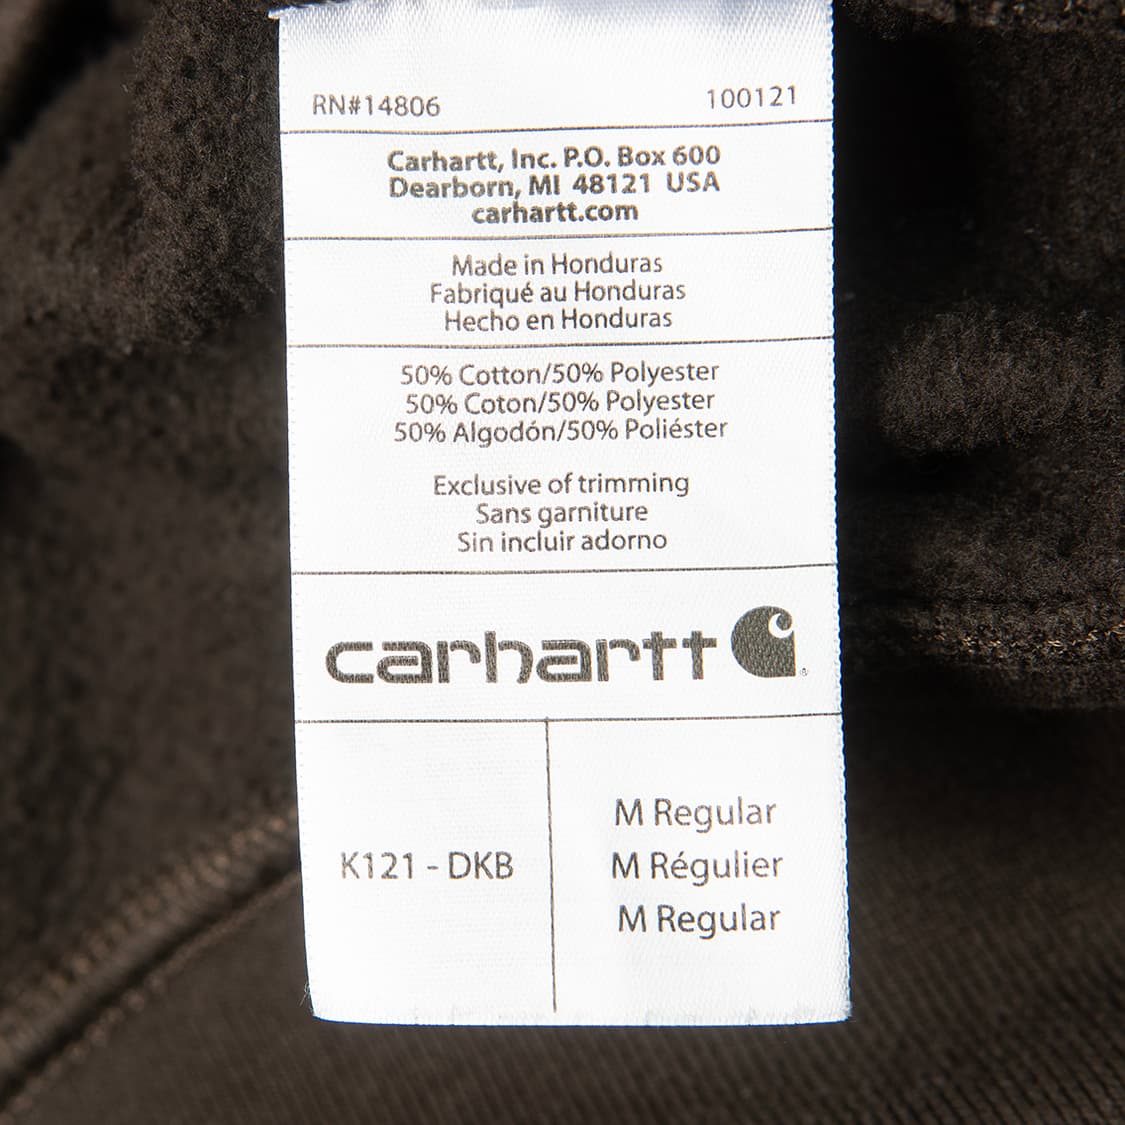 RN#14806 100121
Carhartt, Inc. P.O. Box 600
Dearborn, MI 48121 USA
carhartt.com
Made in Honduras
Fabriqué au Honduras
Hecho en Honduras
50% Cotton/50% Polyester
50% Coton/50% Polyester
50% Algodón/50% Poliéster
Exclusive of trimming
Sans garniture
Sin incluir adorno
carhartt
K121 - DKB
M Regular
M Régulier
M Regular